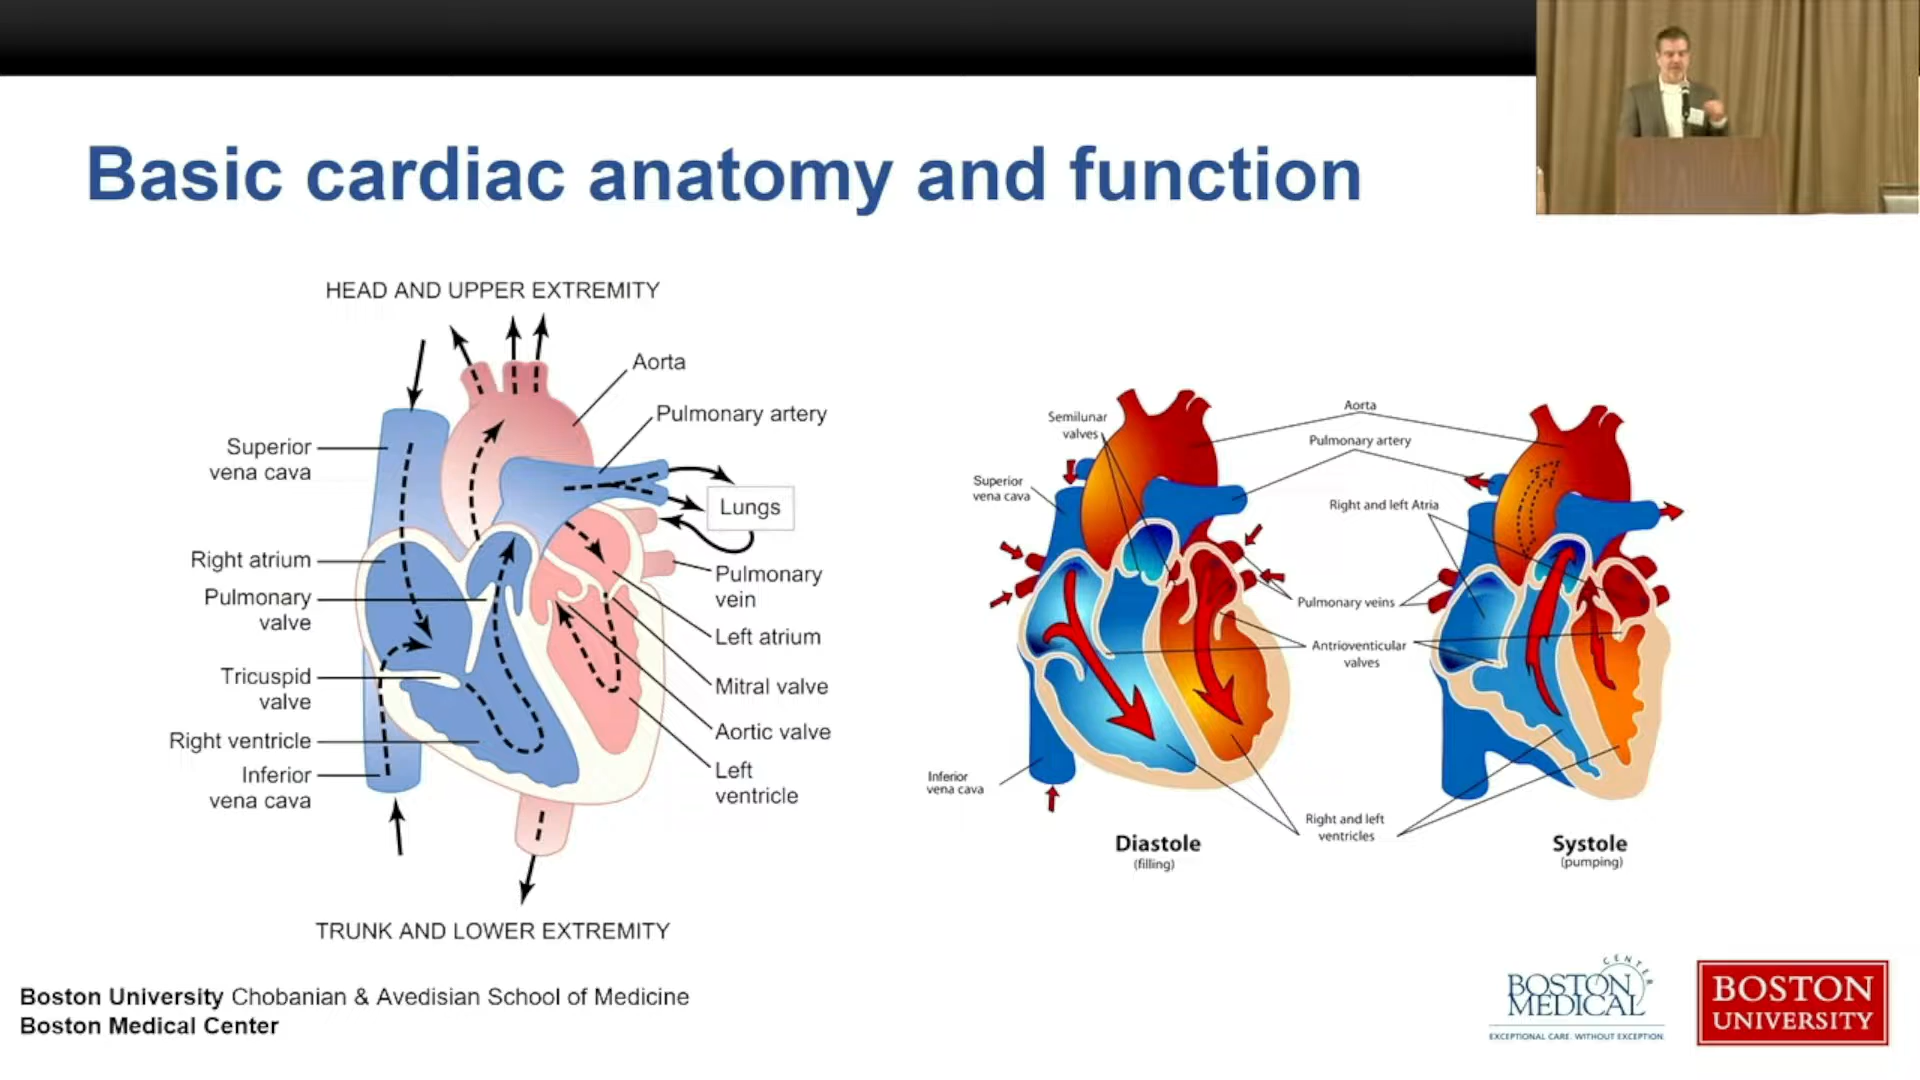 Basic cardiac anatomy and function
HEAD AND UPPER EXTREMITY
Aorta
Pulmonary artery
Superior
vena cava
Lungs
Right atrium
Pulmonary
valve
Pulmonary
vein
Left atrium
Tricuspid
valve
Mitral valve
Right ventricle
Aortic valve
Inferior
vena cava
Left
ventricle
TRUNK AND LOWER EXTREMITY
Semilunar
valves
Aorta
Pulmonary artery
Superior
vena cava
Right and left Atria
Pulmonary veins
Antrioventicular
valves
Inferior
vena cava
Right and left
ventricles
Diastole
(filling)
Systole
(pumping)
Boston University Chobanian & Avedisian School of Medicine
Boston Medical Center
BOSTON
MEDICAL
CENTER
EXCEPTIONAL CARE. WITHOUT EXCEPTION.
BOSTON
UNIVERSITY